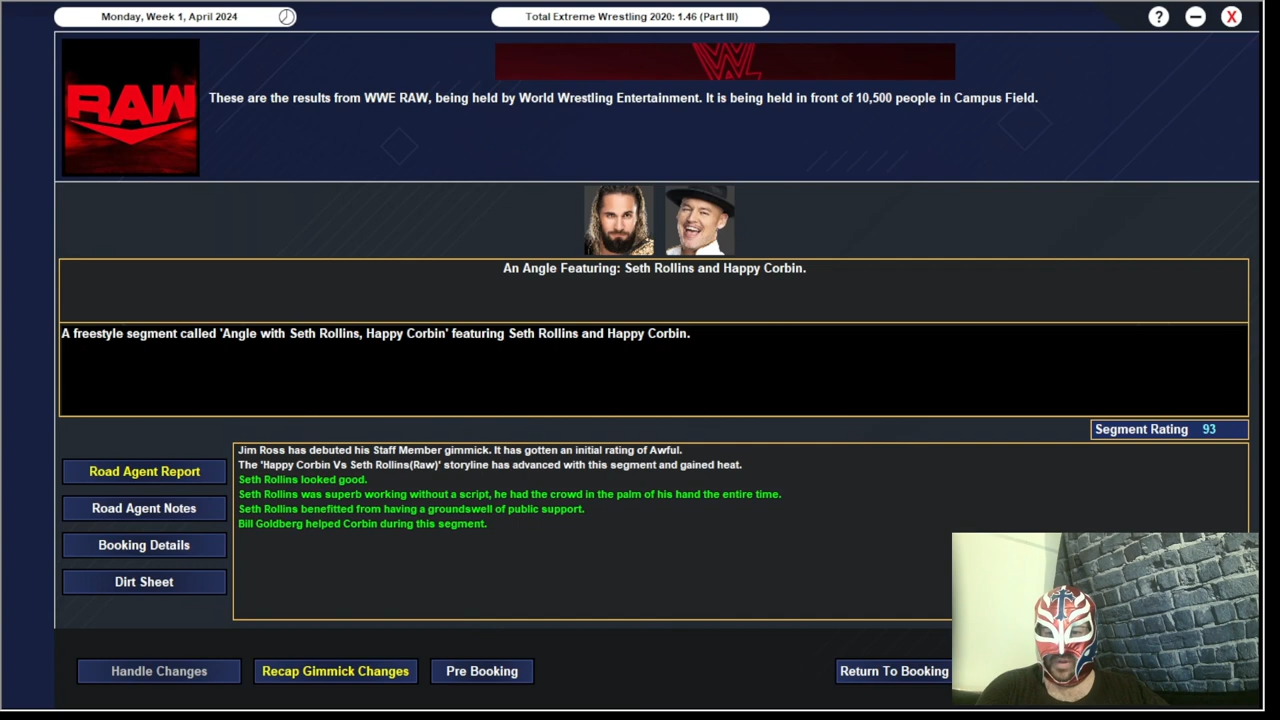 Monday, Week 1, April 2024
Total Extreme Wrestling 2020: 1.46 (Part III)
?
X
RAW
W
These are the results from WWE RAW, being held by World Wrestling Entertainment. It is being held in front of 10,500 people in Campus Field.
An Angle Featuring: Seth Rollins and Happy Corbin.
A freestyle segment called 'Angle with Seth Rollins, Happy Corbin' featuring Seth Rollins and Happy Corbin.
Segment Rating 93
Road Agent Report
Road Agent Notes
Booking Details
Dirt Sheet
Jim Ross has debuted his Staff Member gimmick. It has gotten an initial rating of Awful.
The 'Happy Corbin Vs Seth Rollins(Raw)' storyline has advanced with this segment and gained heat.
Seth Rollins looked good.
Seth Rollins was superb working without a script, he had the crowd in the palm of his hand the entire time.
Seth Rollins benefitted from having a groundswell of public support.
Bill Goldberg helped Corbin during this segment.
Handle Changes
Recap Gimmick Changes
Pre Booking
Return To Booking